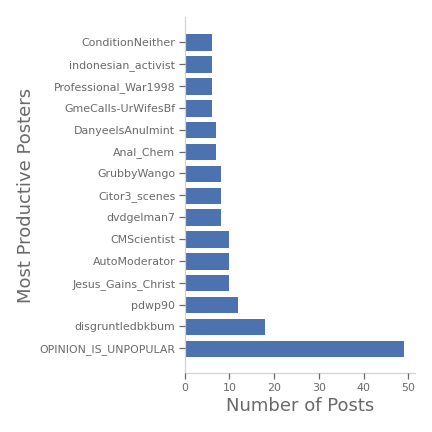 Most Productive Posters
ConditionNeither
indonesian_activist
Professional_War1998
GmeCalls-UrWifesBf
DanyeelsAnulmint
Anal_Chem
GrubbyWango
Citor3_scenes
dvdgelman7
CMScientist
AutoModerator
Jesus_Gains_Christ
pdwp90
disgruntledbkbum
OPINION_IS_UNPOPULAR
0 10 20 30 40 50
Number of Posts